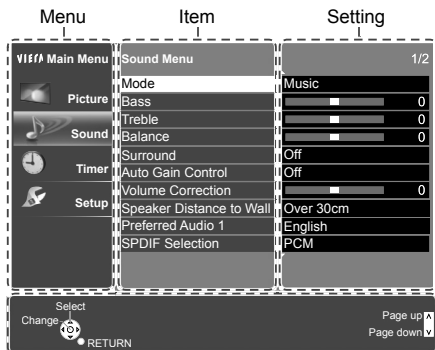 Menu Item Setting
VIERA Main Menu Sound Menu 1/2
Mode Music
Picture Bass 0
Treble 0
Sound Balance 0
Surround Off
Timer Auto Gain Control Off
Volume Correction 0
Setup Speaker Distance to Wall Over 30cm
Preferred Audio 1 English
SPDIF Selection PCM
Select
Change
RETURN
Page up
Page down